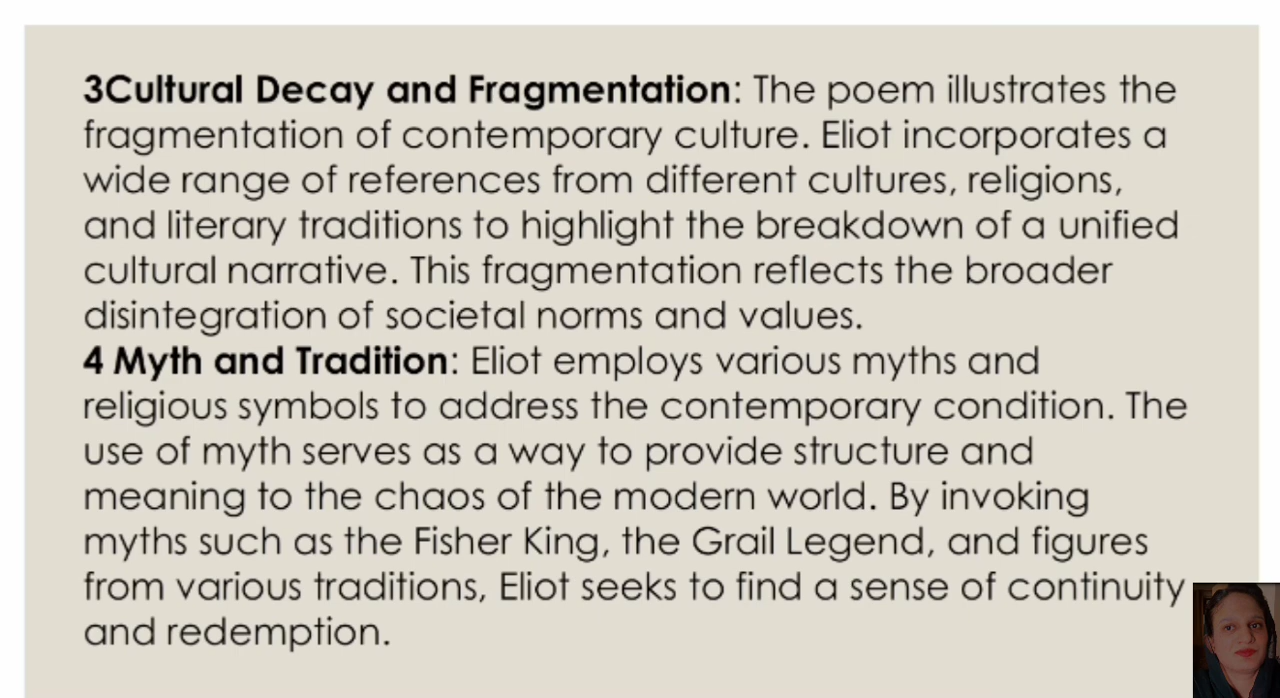 3Cultural Decay and Fragmentation: The poem illustrates the
fragmentation of contemporary culture. Eliot incorporates a
wide range of references from different cultures, religions,
and literary traditions to highlight the breakdown of a unified
cultural narrative. This fragmentation reflects the broader
disintegration of societal norms and values.
4 Myth and Tradition: Eliot employs various myths and
religious symbols to address the contemporary condition. The
use of myth serves as a way to provide structure and
meaning to the chaos of the modern world. By invoking
myths such as the Fisher King, the Grail Legend, and figures
from various traditions, Eliot seeks to find a sense of continuity
and redemption.